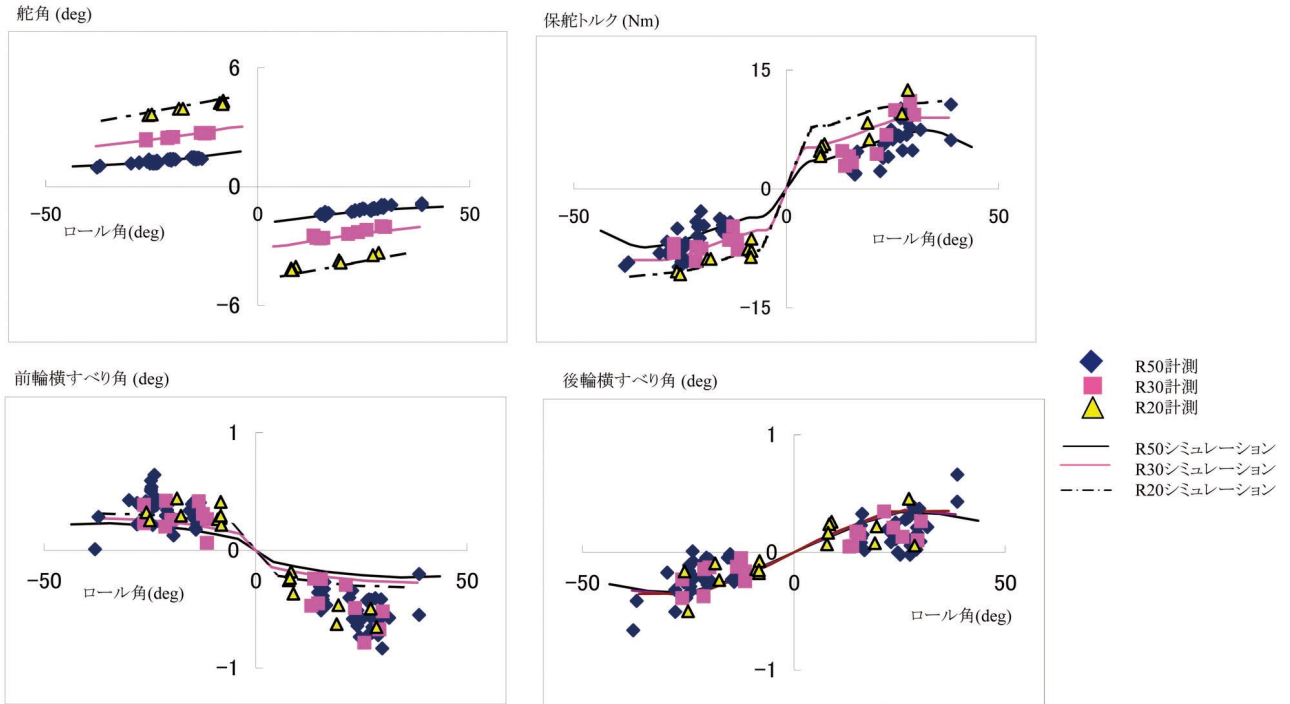 舵角 (deg)
6
0
-50
0
50
ロール角(deg)
-6
保舵トルク (Nm)
15
-50
0
50
ロール角(deg)
-15
前輪横すべり角 (deg)
1
-50
0
50
ロール角(deg)
-1
後輪横すべり角 (deg)
1
-50
0
50
ロール角(deg)
-1
R50計測
R30計測
R20計測
R50シミュレーション
R30シミュレーション
R20シミュレーション